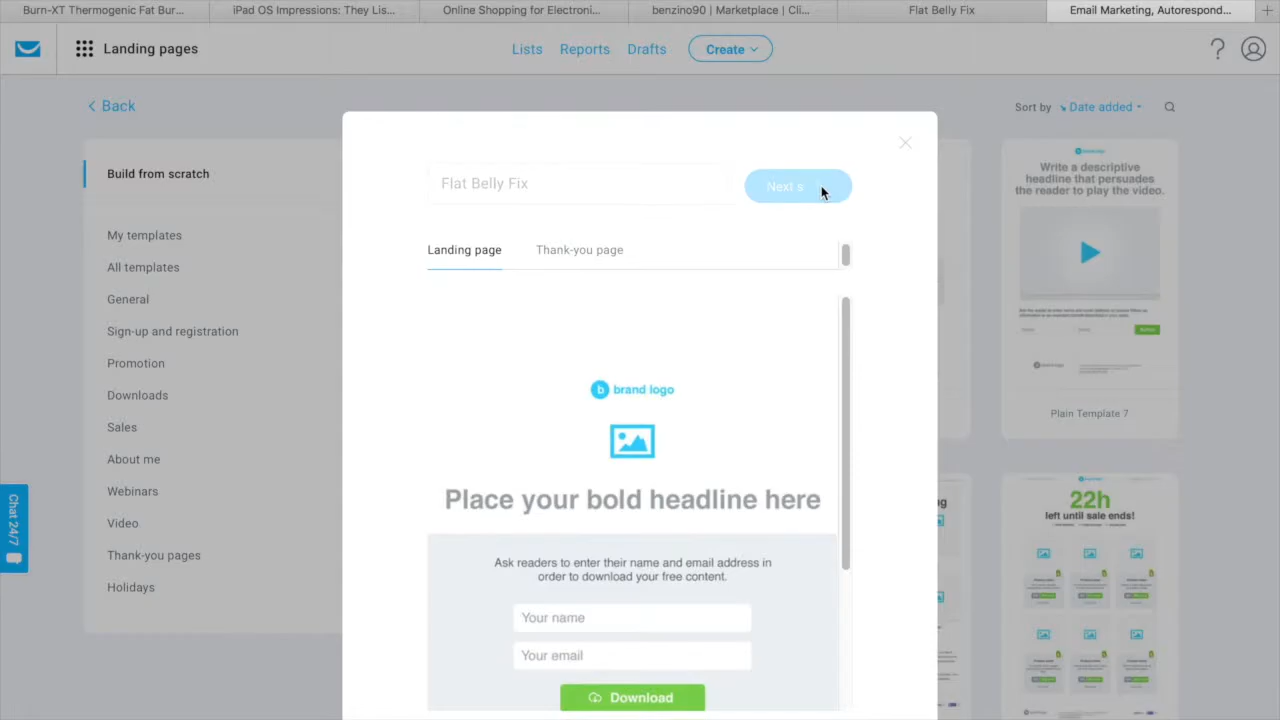 Burn-XT Thermogenic Fat Bur...
iPad OS Impressions: They Lis...
Online Shopping for Electroni...
benzino90 | Marketplace | Cli...
Flat Belly Fix
Email Marketing, Autorespond...
Landing pages
Lists
Reports
Drafts
Create
Back
Sort by
Date added
Build from scratch
My templates
All templates
General
Sign-up and registration
Promotion
Downloads
Sales
About me
Webinars
Video
Thank-you pages
Holidays
Chat 24/7
Flat Belly Fix
Next s
Landing page
Thank-you page
b brand logo
Place your bold headline here
Ask readers to enter their name and email address in
order to download your free content.
Your name
Your email
Download
Write a descriptive
headline that persuades
the reader to play the video.
Plain Template 7
22h
left until sale ends!